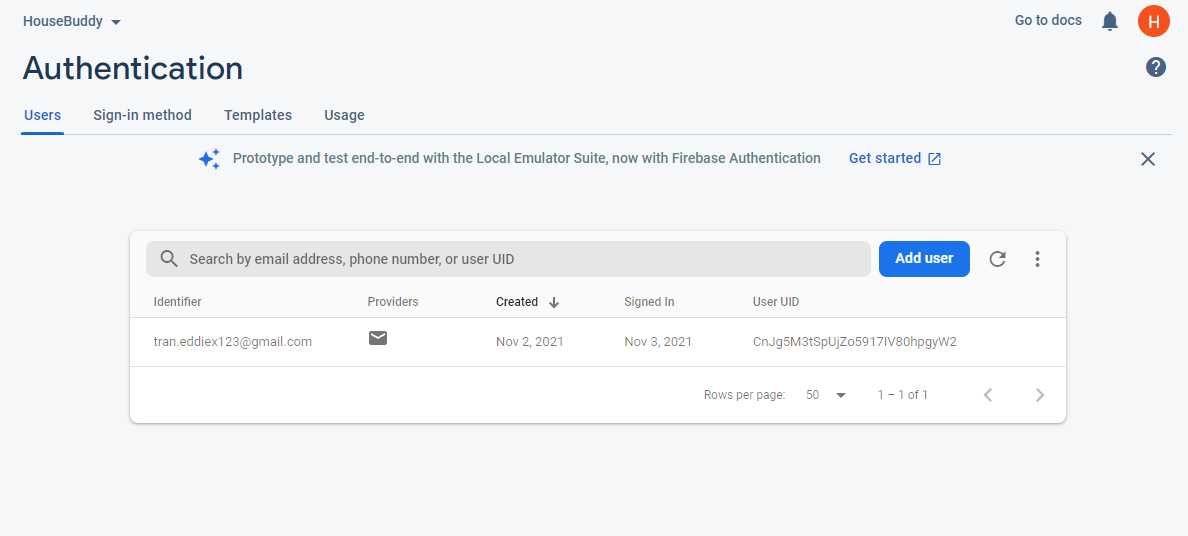 HouseBuddy
Go to docs
H
Authentication
?
Users Sign-in method Templates Usage
Prototype and test end-to-end with the Local Emulator Suite, now with Firebase Authentication Get started
Search by email address, phone number, or user UID Add user
Identifier Providers Created Signed In User UID
tran.eddiex123@gmail.com Nov 2, 2021 Nov 3, 2021 CnJg5M3tSpUjZo5917IV80hpgyW2
Rows per page: 50 1 – 1 of 1